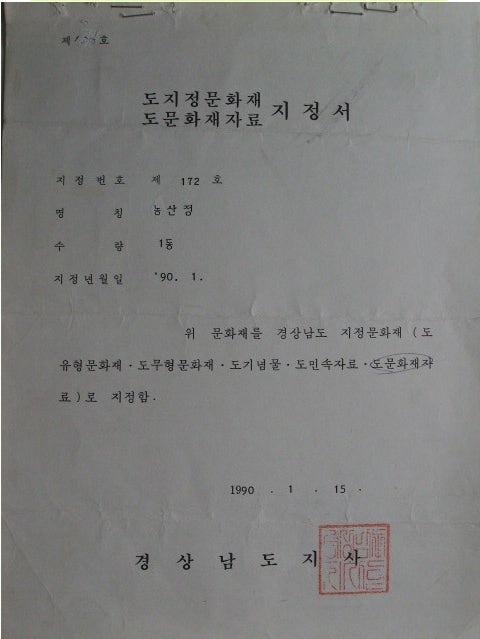 제 호
도지정문화재
도문화재자료 지정서
지정번호 제 172 호
명 칭 농산정
수 량 1동
지정년월일 '90. 1.
위 문화재를 경상남도 지정문화재 (도
유형문화재·도무형문화재·도기념물·도민속자료·도문화재자
료)로 지정함.
1990 . 1 . 15 .
경상남도지사